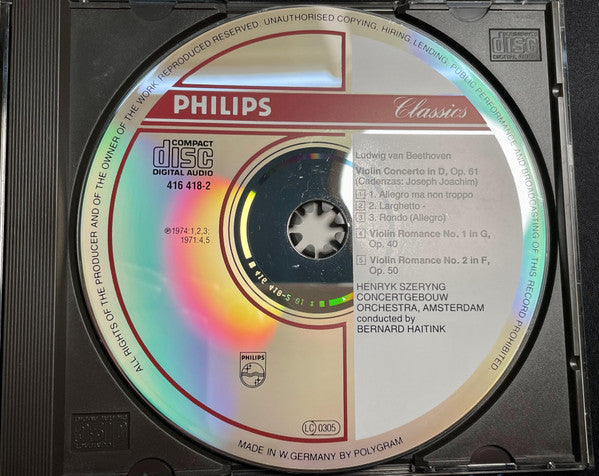 ALL RIGHTS OF THE PRODUCER AND OF THE OWNER OF THE WORK REPRODUCED RESERVED. UNAUTHORISED COPYING, HIRING, LENDING, PUBLIC PERFORMANCE AND BROADCASTING OF THIS RECORD PROHIBITED
disc
DIGITAL AUDIO
PHILIPS
Classics
COMPACT
disc
DIGITAL AUDIO
416 418-2
℗1974:1,2,3;
1971:4,5
Ludwig van Beethoven
Violin Concerto in D, Op. 61
(Cadenzas: Joseph Joachim)
1 1. Allegro ma non troppo
2 2. Larghetto -
3 3. Rondo (Allegro)
4 Violin Romance No. 1 in G,
Op. 40
5 Violin Romance No. 2 in F,
Op. 50
HENRYK SZERYNG
CONCERTGEBOUW
ORCHESTRA, AMSTERDAM
conducted by
BERNARD HAITINK
PHILIPS
LC 0305
MADE IN W. GERMANY BY POLYGRAM